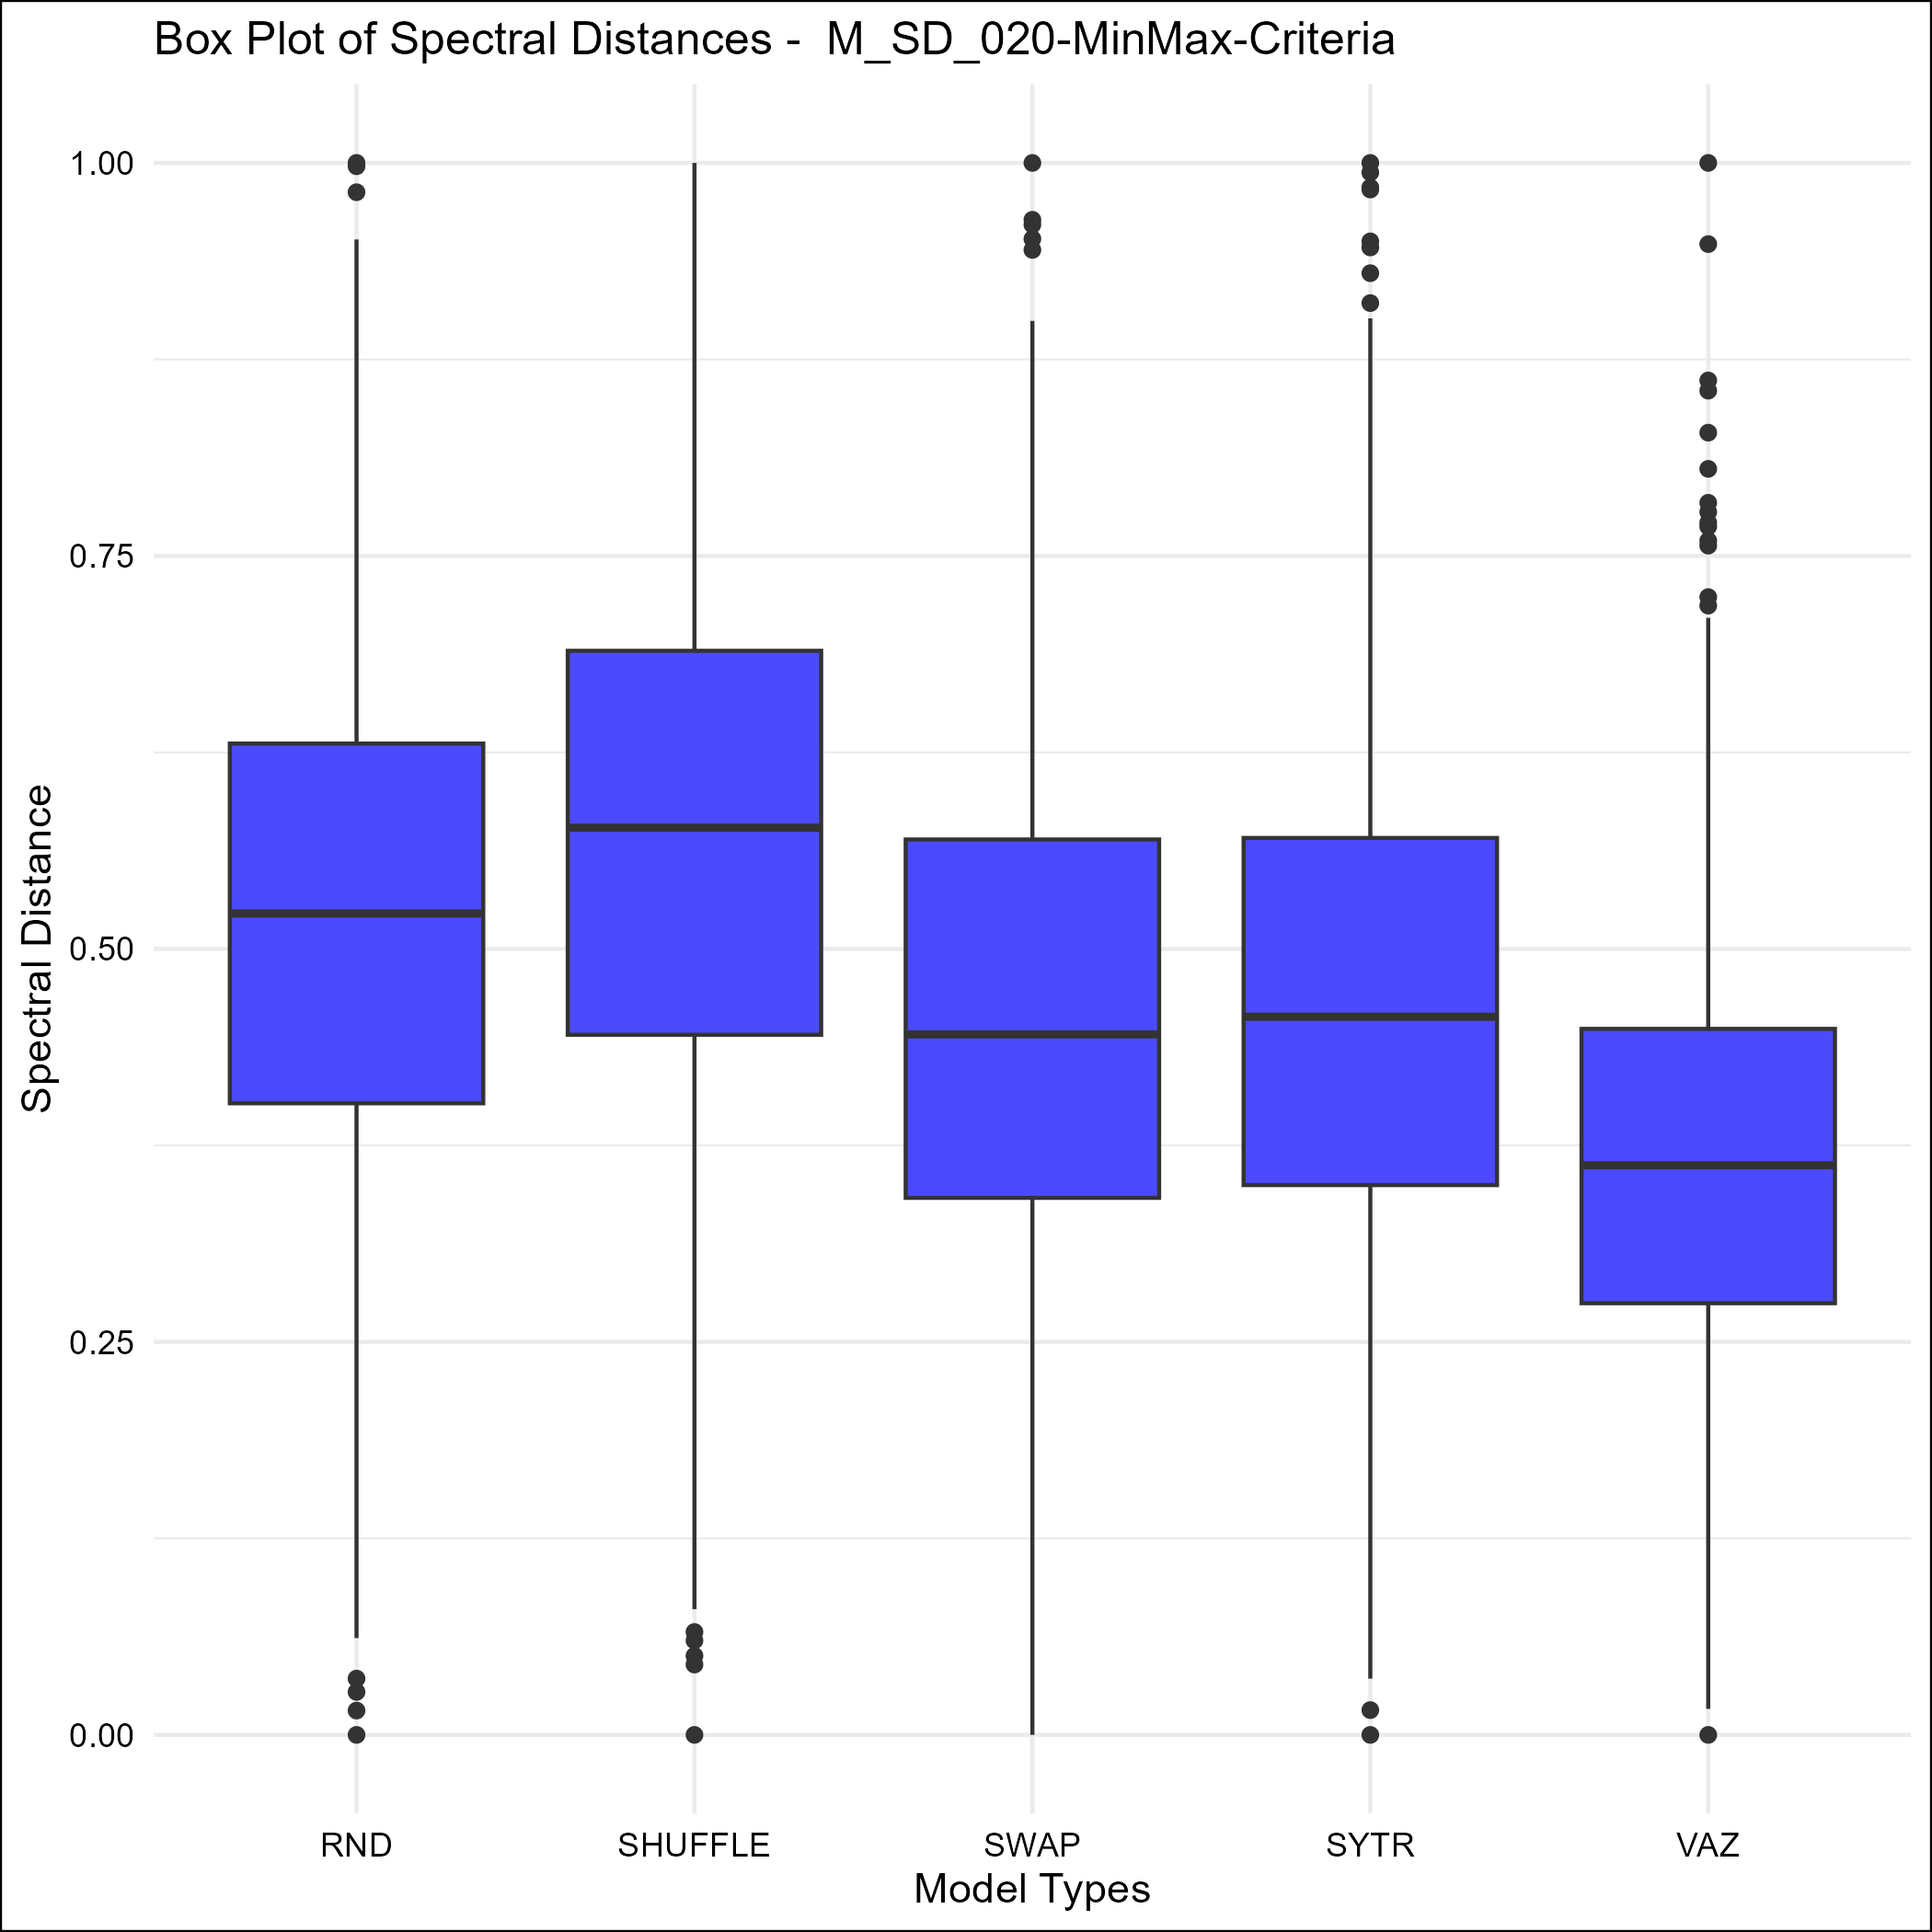 Box Plot of Spectral Distances -  M_SD_020-MinMax-Criteria
Spectral Distance
1.00
0.75
0.50
0.25
0.00
RND SHUFFLE SWAP SYTR VAZ
Model Types